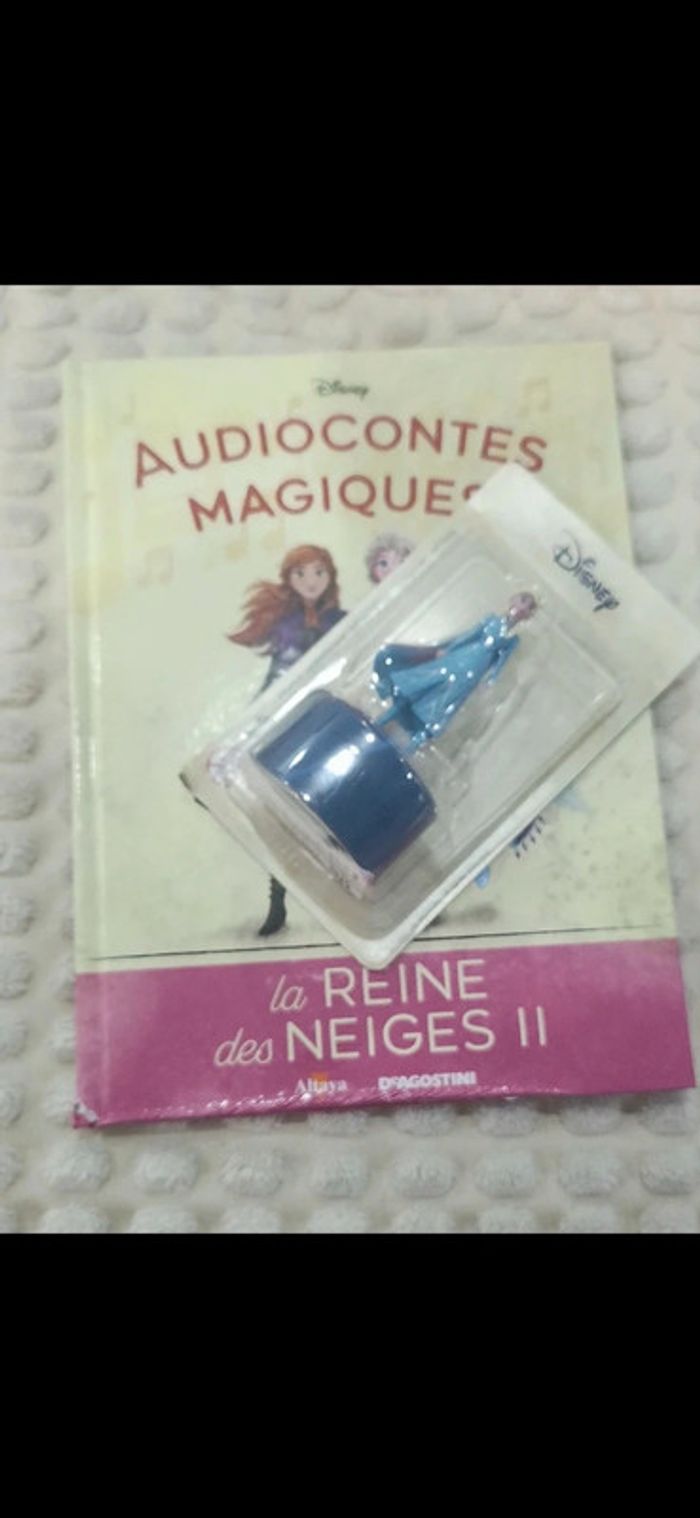 Disney
AUDIOCONTES
MAGIQUES
Disney
la REINE
des NEIGES II
Altaya DeAGOSTINI